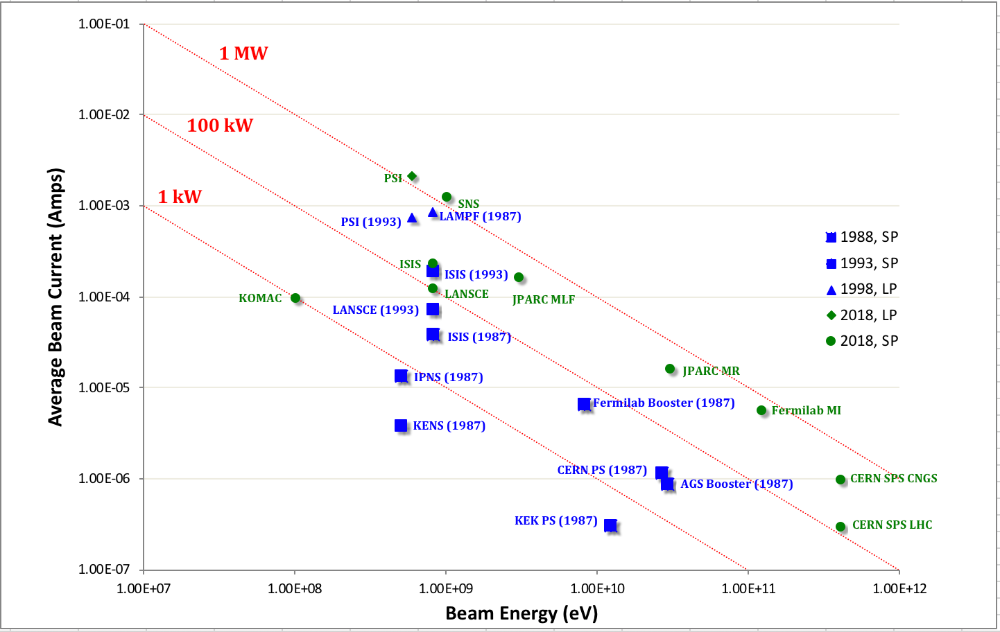 1.00E-01
1 MW
1.00E-02
100 kW
PSI
1 kW
SNS
1.00E-03
LAMPF (1987)
PSI (1993)
1988, SP
ISIS
1993, SP
ISIS (1993)
1998, LP
LANSCE
1.00E-04
KOMAC
JPARC MLF
LANSCE (1993)
2018, LP
ISIS (1987)
2018, SP
JPARC MR
IPNS (1987)
1.00E-05
Fermilab Booster (1987)
Fermilab MI
KENS (1987)
CERN PS (1987)
1.00E-06
CERN SPS CNGS
AGS Booster (1987)
KEK PS (1987)
CERN SPS LHC
1.00E-07
1.00E+07
1.00E+08
1.00E+09
1.00E+10
1.00E+11
1.00E+12
Beam Energy (eV)
Average Beam Current (Amps)